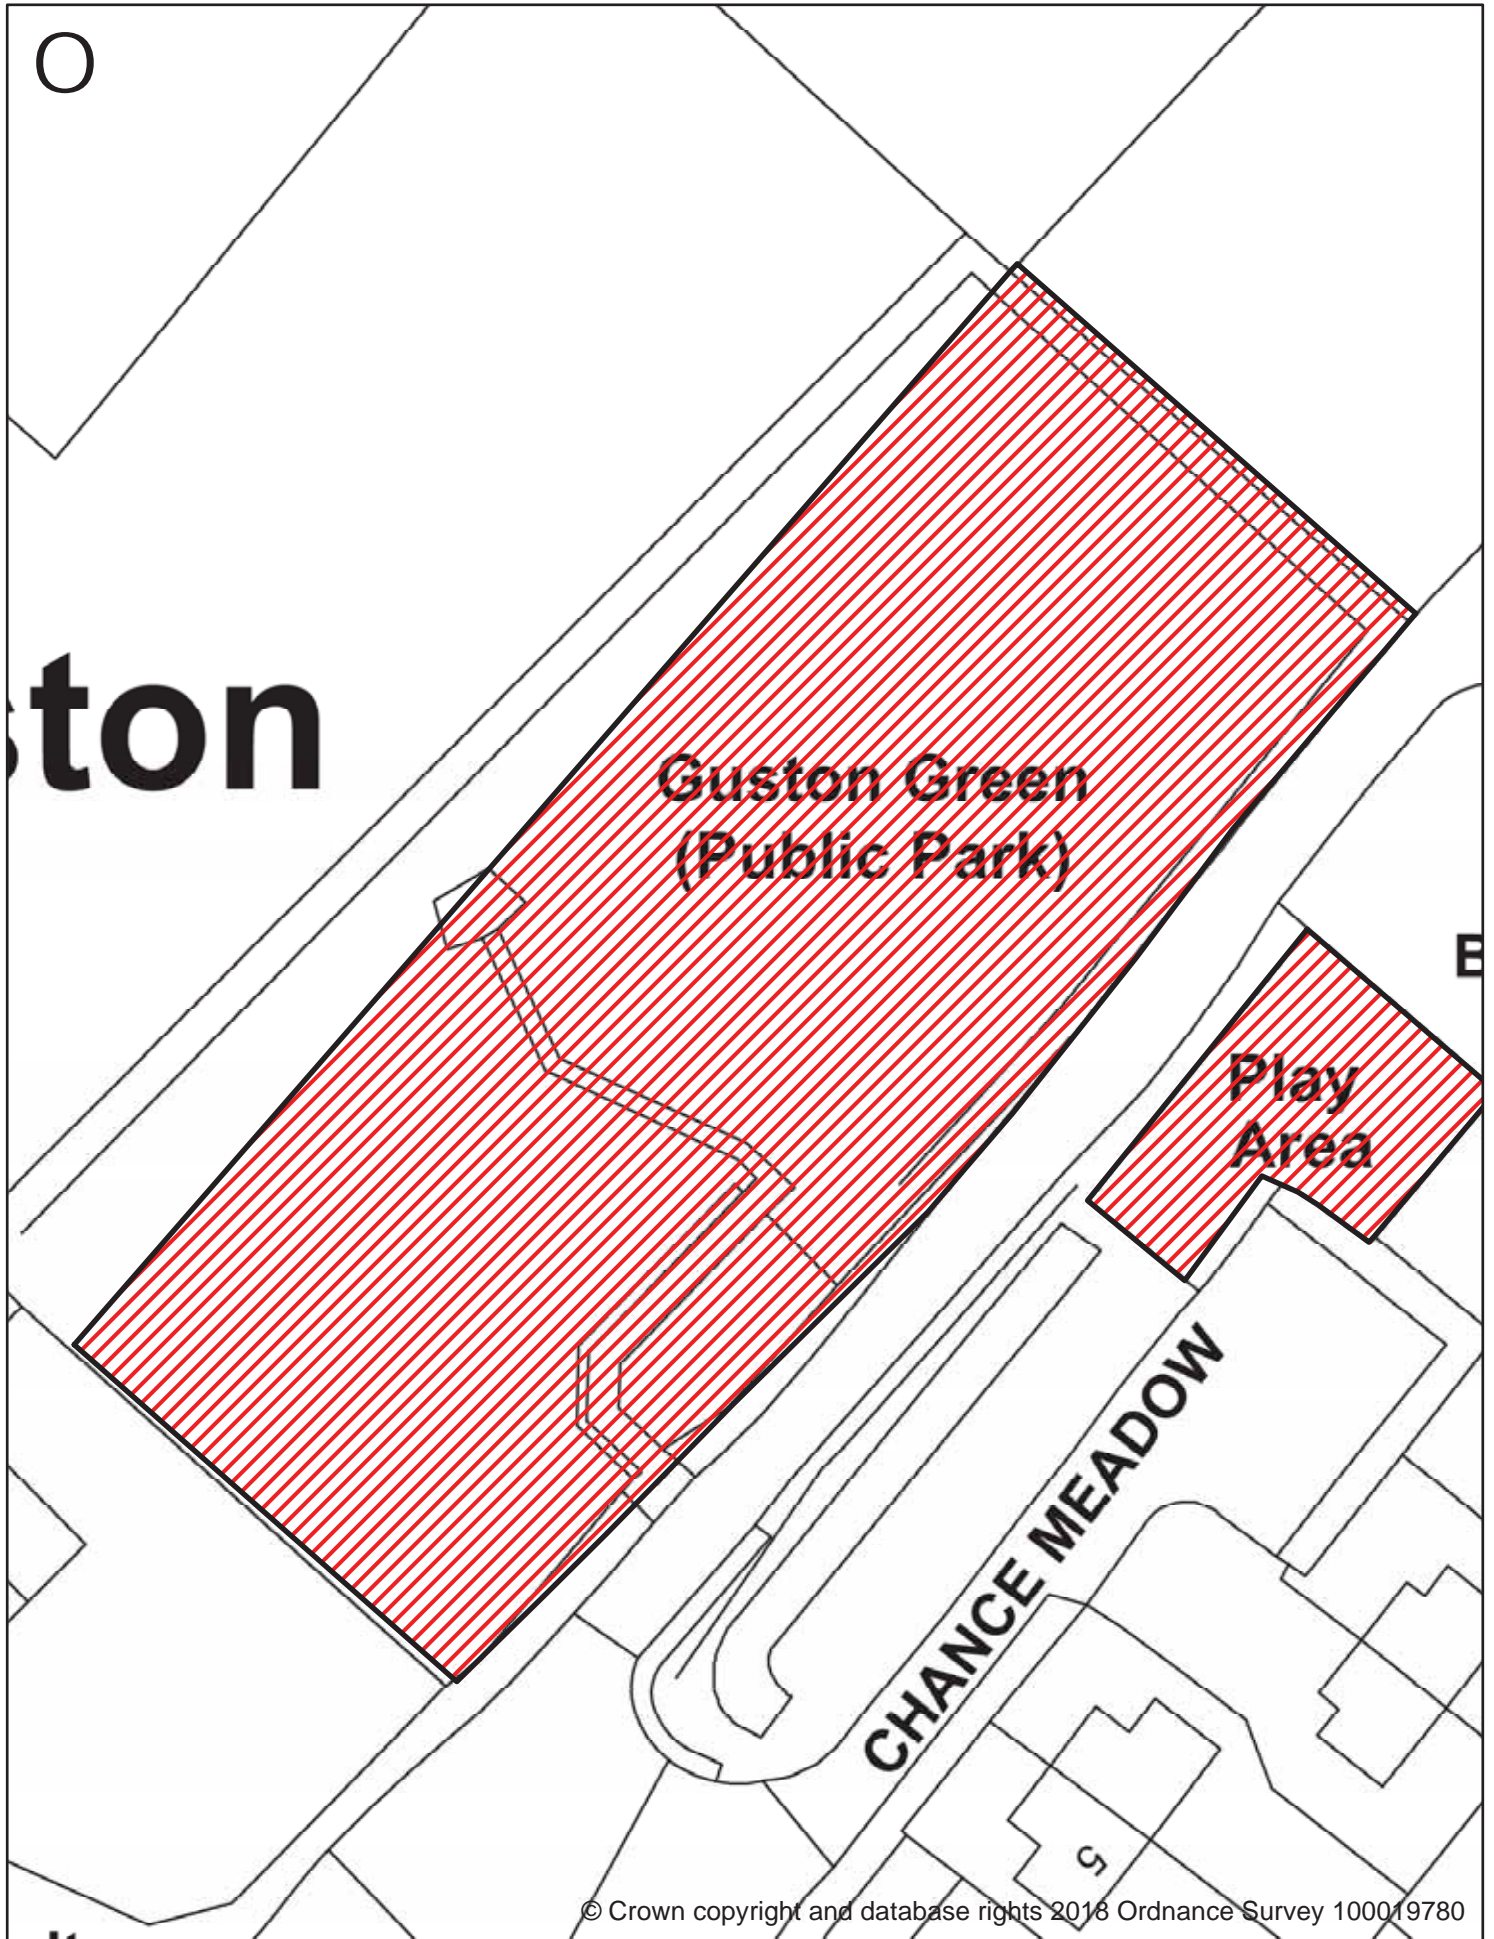 O
ston
Guston Green
(Public Park)
B
Play
Area
CHANCE MEADOW
5
© Crown copyright and database rights 2018 Ordnance Survey 100019780